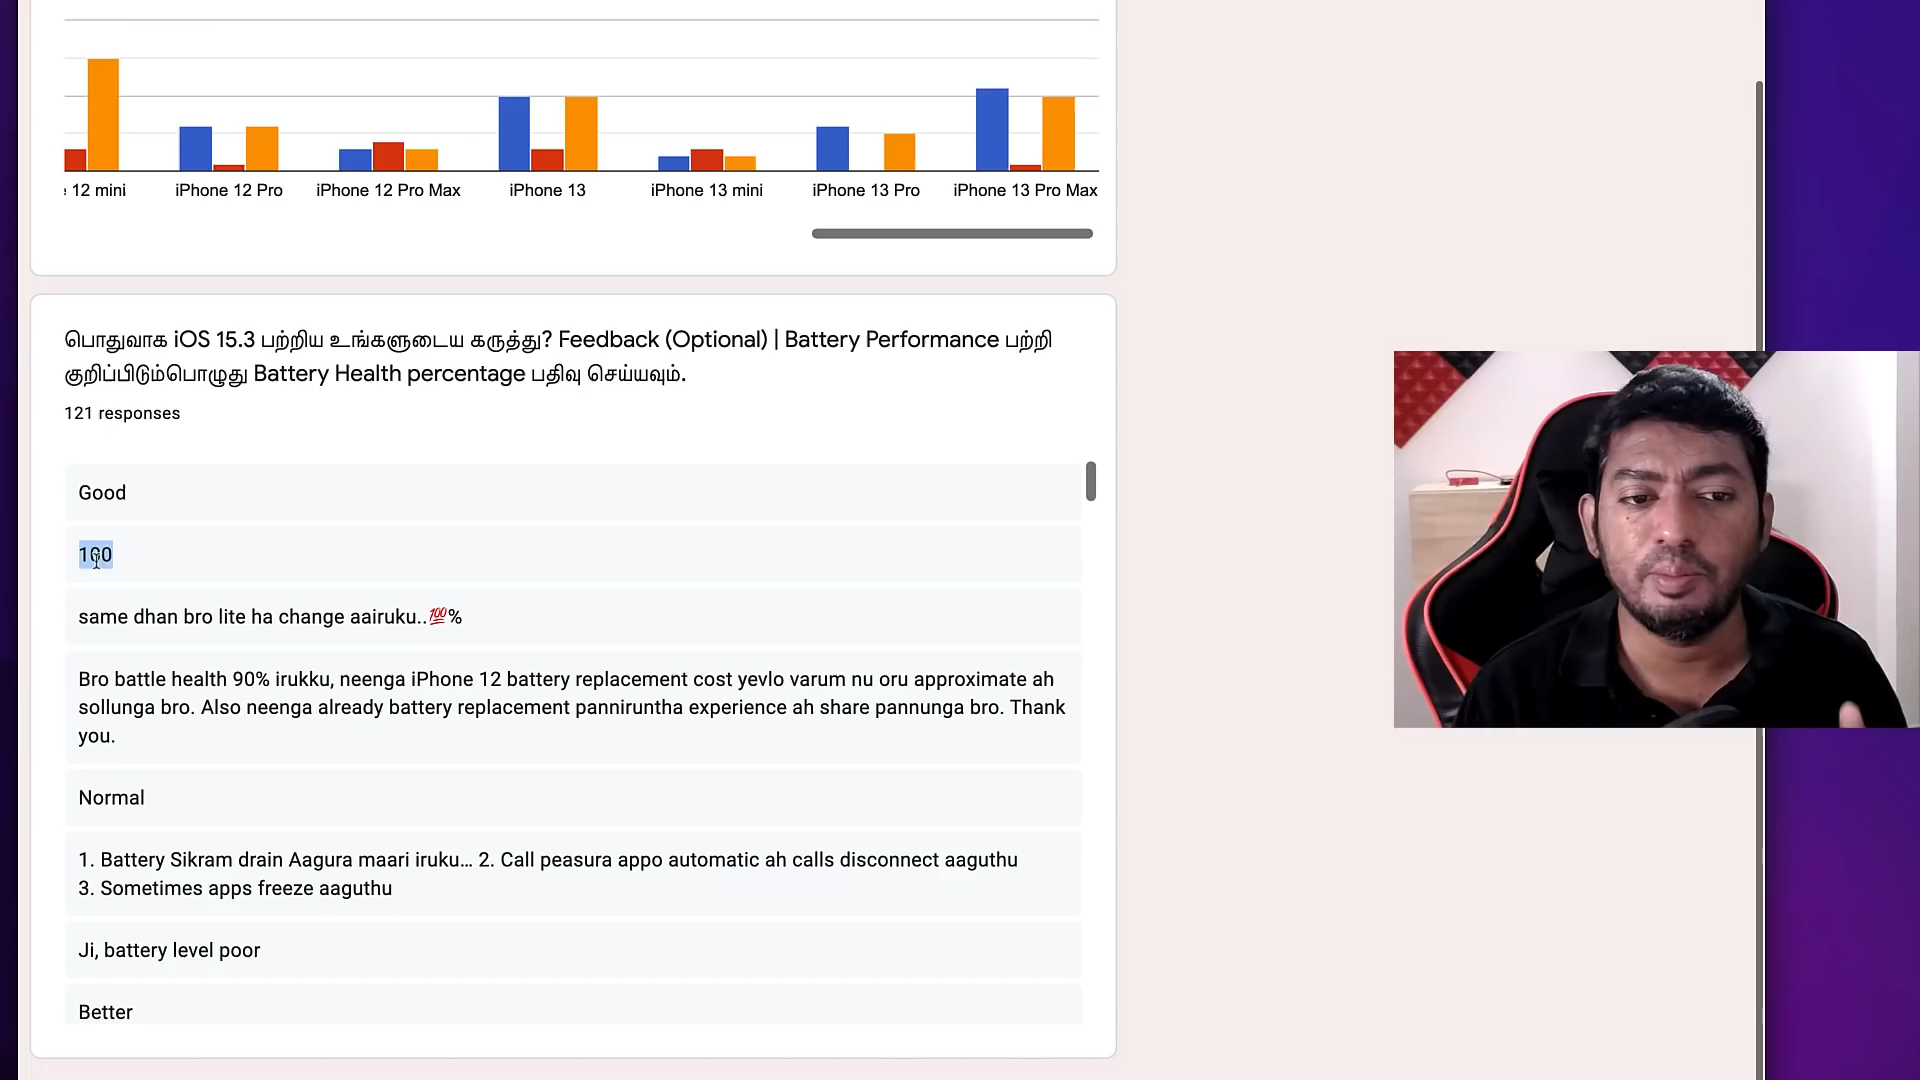 12 mini
iPhone 12 Pro
iPhone 12 Pro Max
iPhone 13
iPhone 13 mini
iPhone 13 Pro
iPhone 13 Pro Max
பொதுவாக iOS 15.3 பற்றிய உங்களுடைய கருத்து? Feedback (Optional) | Battery Performance பற்றி
குறிப்பிடும்பொழுது Battery Health percentage பதிவு செய்யவும்.
121 responses
Good
100
same dhan bro lite ha change aairuku..💯%
Bro battle health 90% irukku, neenga iPhone 12 battery replacement cost yevlo varum nu oru approximate ah
sollunga bro. Also neenga already battery replacement panniruntha experience ah share pannunga bro. Thank
you.
Normal
1. Battery Sikram drain Aagura maari iruku... 2. Call peasura appo automatic ah calls disconnect aaguthu
3. Sometimes apps freeze aaguthu
Ji, battery level poor
Better